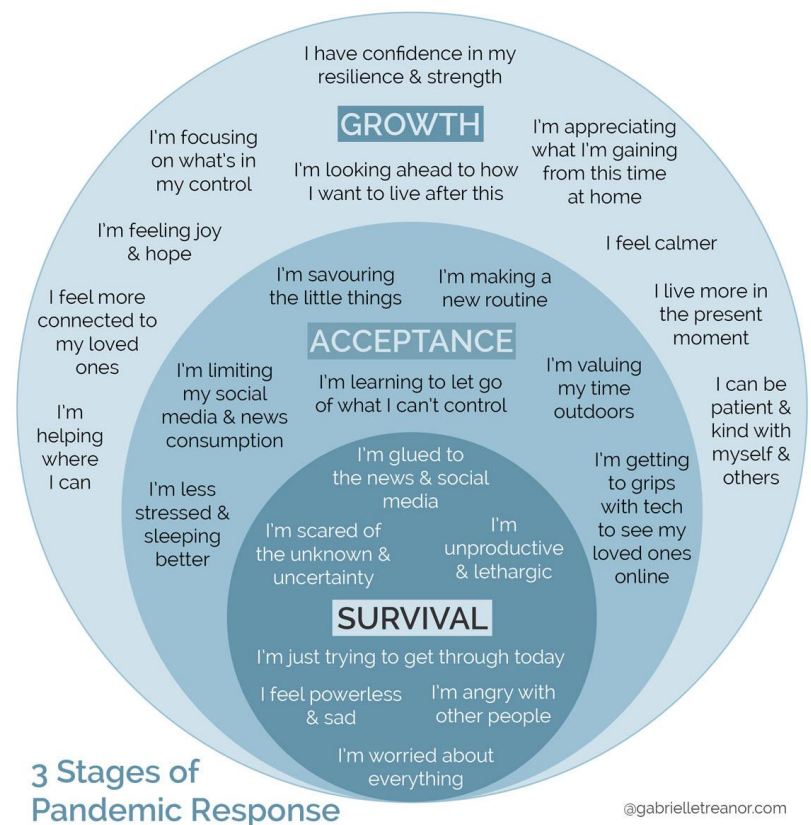 I have confidence in my
resilience & strength
GROWTH
I'm focusing
on what's in
my control
I'm looking ahead to how
I want to live after this
I'm appreciating
what I'm gaining
from this time
at home
I'm feeling joy
& hope
I feel calmer
I feel more
connected to
my loved
ones
I live more in
the present
moment
I'm
helping
where
I can
I can be
patient &
kind with
myself &
others
I'm savouring
the little things
I'm making a
new routine
ACCEPTANCE
I'm limiting
my social
media & news
consumption
I'm learning to let go
of what I can't control
I'm valuing
my time
outdoors
I'm less
stressed &
sleeping
better
I'm getting
to grips
with tech
to see my
loved ones
online
I'm glued to
the news & social
media
I'm scared of
the unknown &
uncertainty
I'm
unproductive
& lethargic
SURVIVAL
I'm just trying to get through today
I feel powerless
& sad
I'm angry with
other people
I'm worried about
everything
3 Stages of
Pandemic Response
@gabrielletreanor.com